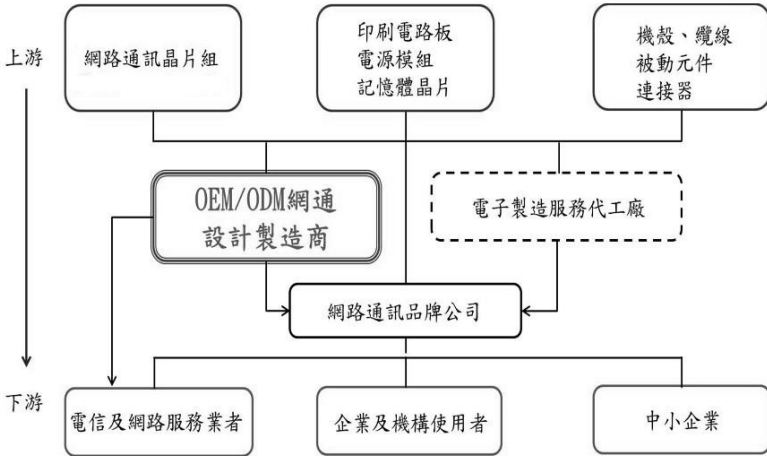 上游
網路通訊晶片組
印刷電路板
電源模組
記憶體晶片
機殼、纜線
被動元件
連接器
OEM/ODM網通
設計製造商
電子製造服務代工廠
網路通訊品牌公司
下游
電信及網路服務業者
企業及機構使用者
中小企業